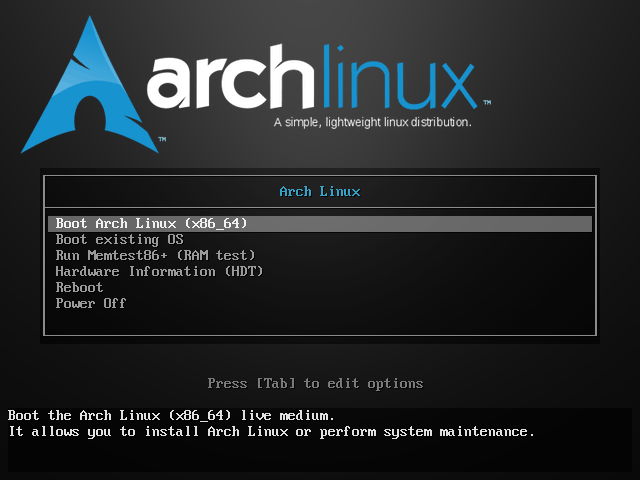 archlinux™
A simple, lightweight linux distribution.
™
Arch Linux
Boot Arch Linux (x86_64)
Boot existing OS
Run Memtest86+ (RAM test)
Hardware Information (HDT)
Reboot
Power Off
Press [Tab] to edit options
Boot the Arch Linux (x86_64) live medium.
It allows you to install Arch Linux or perform system maintenance.